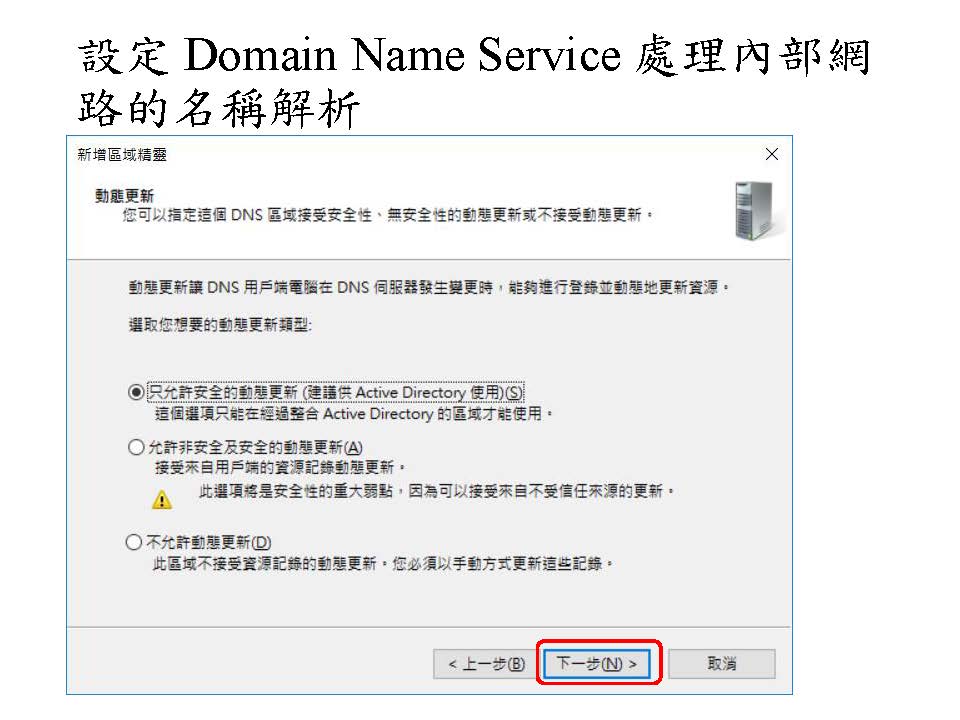 設定 Domain Name Service 處理內部網
路的名稱解析
新增區域精靈
動態更新
您可以指定這個 DNS 區域接受安全性、無安全性的動態更新或不接受動態更新。
動態更新讓 DNS 用戶端電腦在 DNS 伺服器發生變更時，能夠進行登錄並動態地更新資源。
選取您想要的動態更新類型:
只允許安全的動態更新 (建議供 Active Directory 使用)(S)
這個選項只能在經過整合 Active Directory 的區域才能使用。
允許非安全及安全的動態更新(A)
接受來自用戶端的資源記錄動態更新。
此選項將是安全性的重大弱點，因為可以接受來自不受信任來源的更新。
不允許動態更新(D)
此區域不接受資源記錄的動態更新。您必須以手動方式更新這些記錄。
< 上一步(B) 下一步(N) > 取消